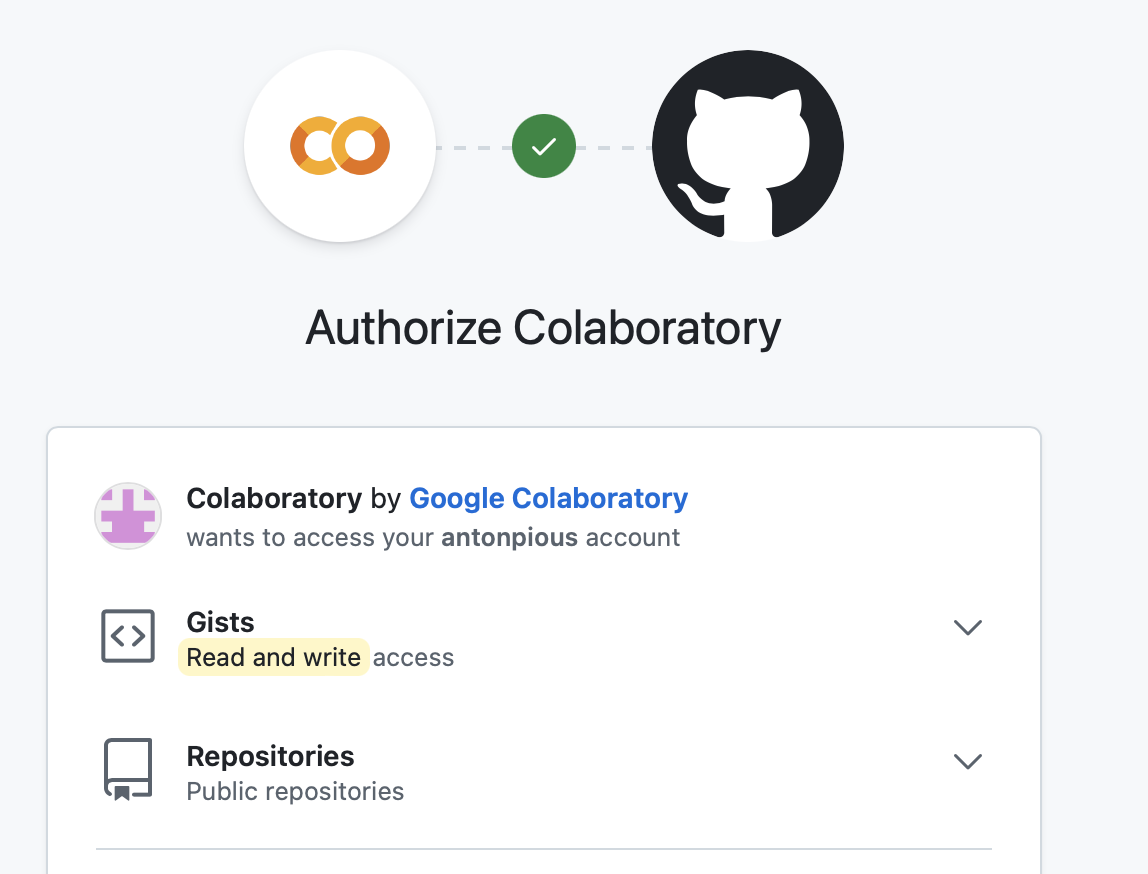 Authorize Colaboratory
Colaboratory by Google Colaboratory
wants to access your antonpious account
Gists
Read and write access
Repositories
Public repositories